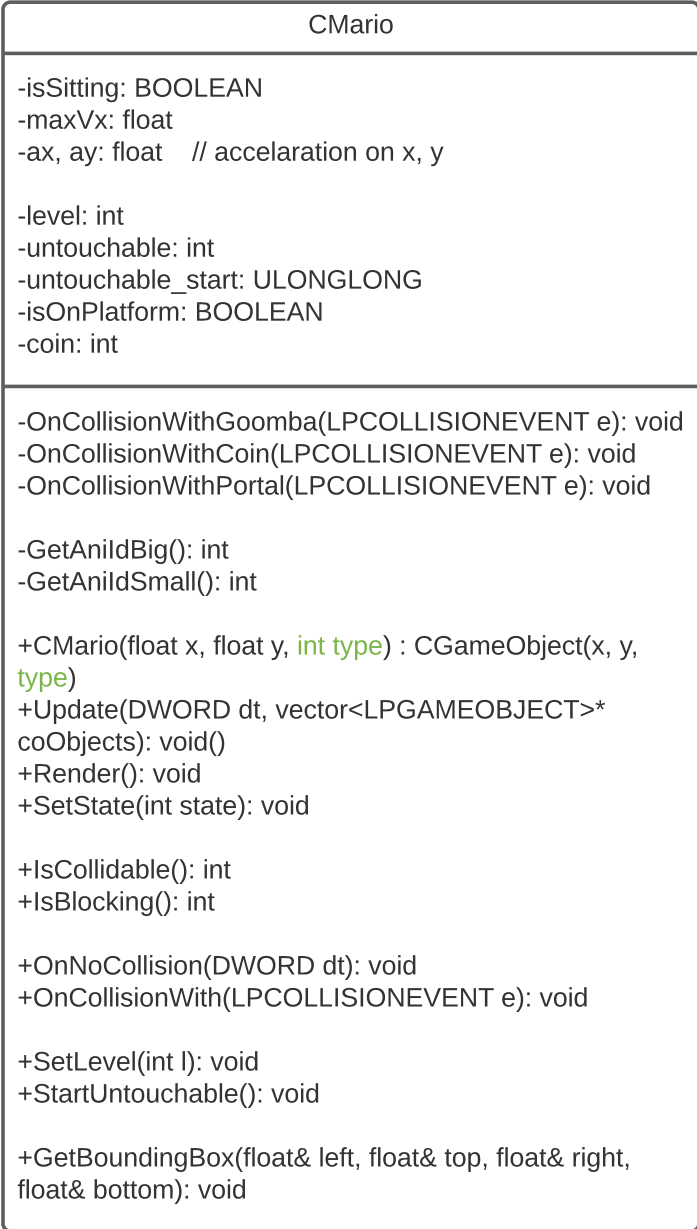 CMario
-isSitting: BOOLEAN
-maxVx: float
-ax, ay: float    // accelaration on x, y
-level: int
-untouchable: int
-untouchable_start: ULONGLONG
-isOnPlatform: BOOLEAN
-coin: int
-OnCollisionWithGoomba(LPCOLLISIONEVENT e): void
-OnCollisionWithCoin(LPCOLLISIONEVENT e): void
-OnCollisionWithPortal(LPCOLLISIONEVENT e): void
-GetAniIdBig(): int
-GetAniIdSmall(): int
+CMario(float x, float y, int type) : CGameObject(x, y,
type)
+Update(DWORD dt, vector<LPGAMEOBJECT>*
coObjects): void()
+Render(): void
+SetState(int state): void
+IsCollidable(): int
+IsBlocking(): int
+OnNoCollision(DWORD dt): void
+OnCollisionWith(LPCOLLISIONEVENT e): void
+SetLevel(int l): void
+StartUntouchable(): void
+GetBoundingBox(float& left, float& top, float& right,
float& bottom): void